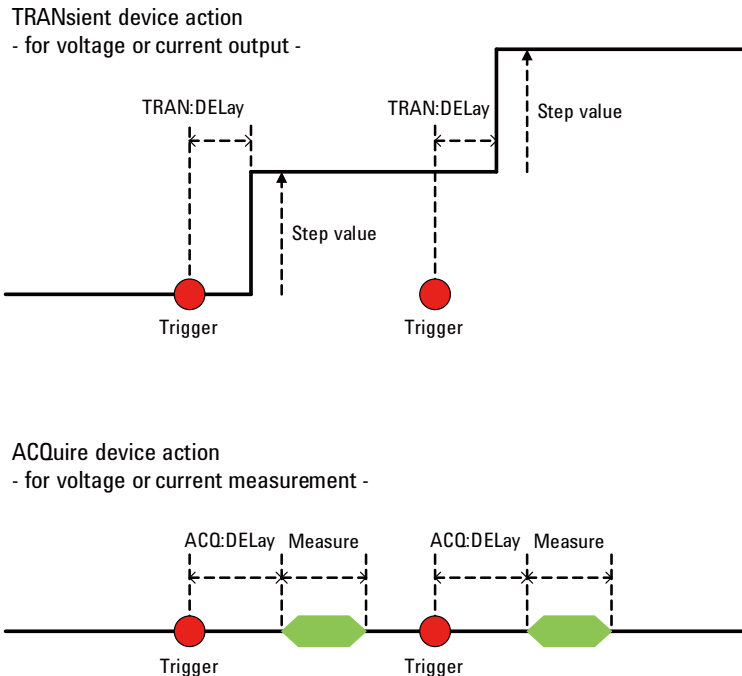 TRANsient device action
- for voltage or current output -
TRAN:DELay
TRAN:DELay
Step value
Step value
Trigger
Trigger
ACQuire device action
- for voltage or current measurement -
ACQ:DELay
Measure
ACQ:DELay
Measure
Trigger
Trigger